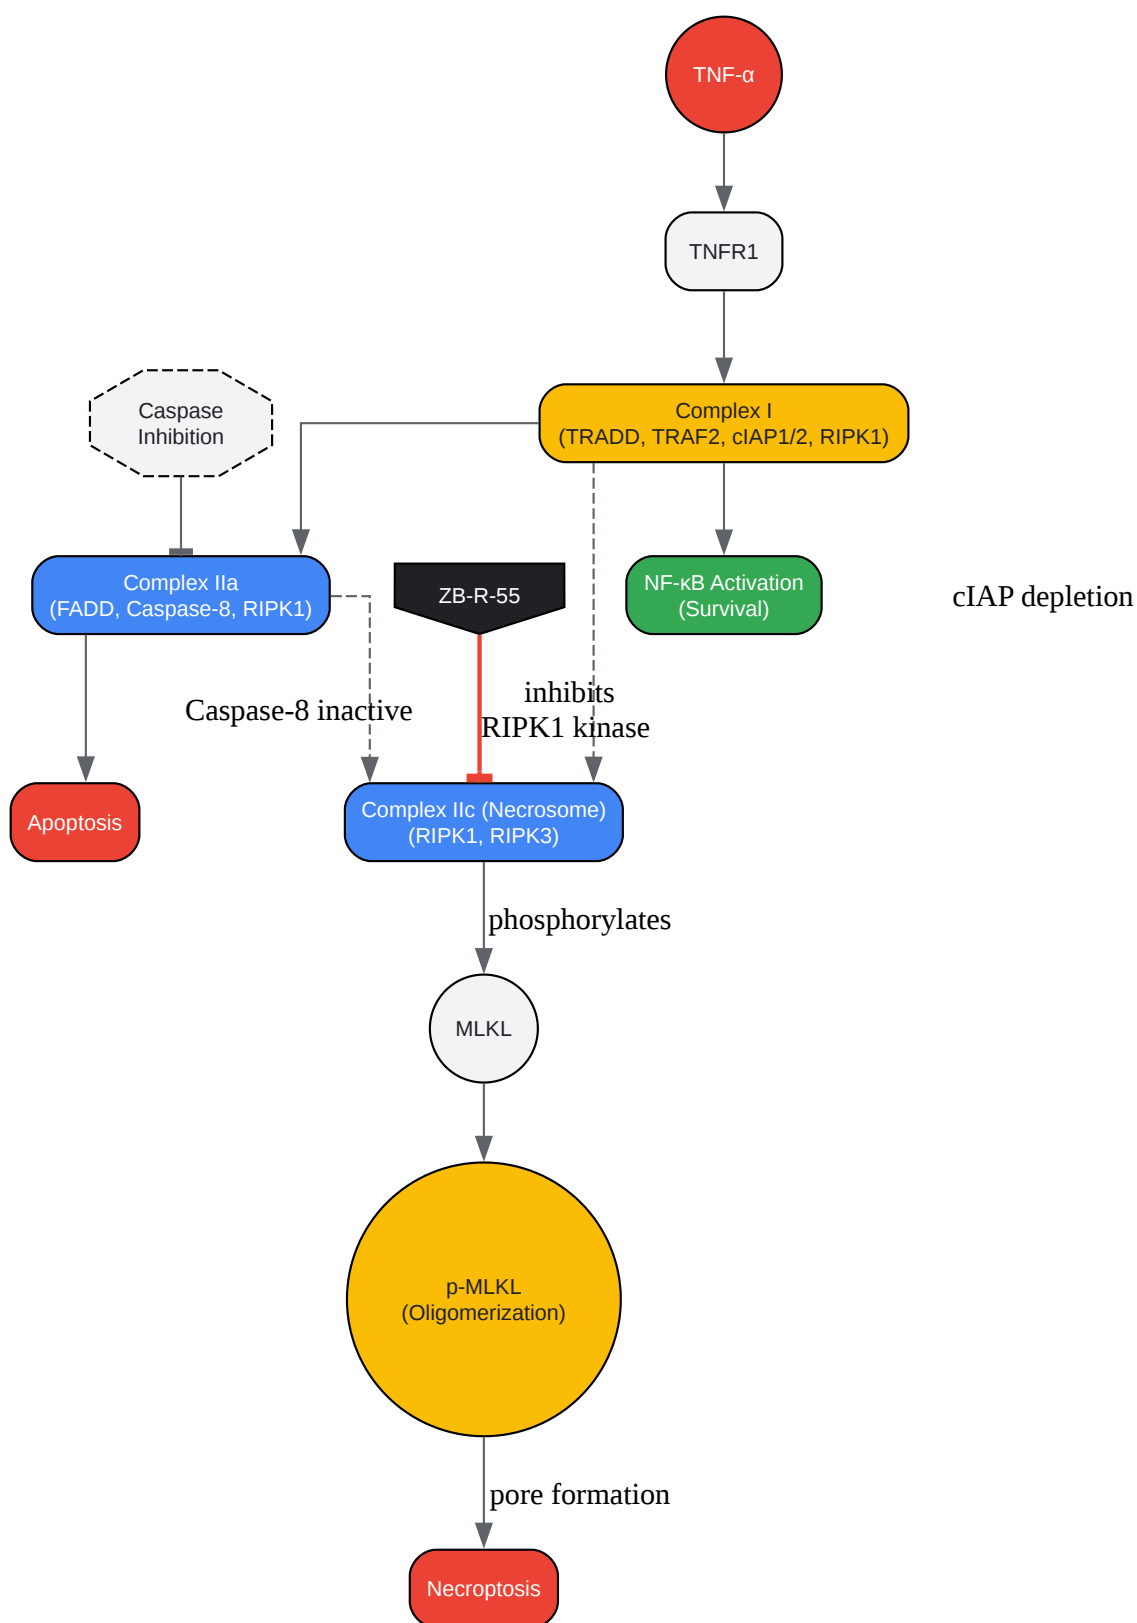 TNF-α
TNFR1
Caspase
Inhibition
Complex I
(TRADD, TRAF2, cIAP1/2, RIPK1)
Complex IIa
(FADD, Caspase-8, RIPK1)
ZB-R-55
NF-κB Activation
(Survival)
cIAP depletion
Caspase-8 inactive
inhibits
RIPK1 kinase
Apoptosis
Complex IIc (Necrosome)
(RIPK1, RIPK3)
phosphorylates
MLKL
p-MLKL
(Oligomerization)
pore formation
Necroptosis